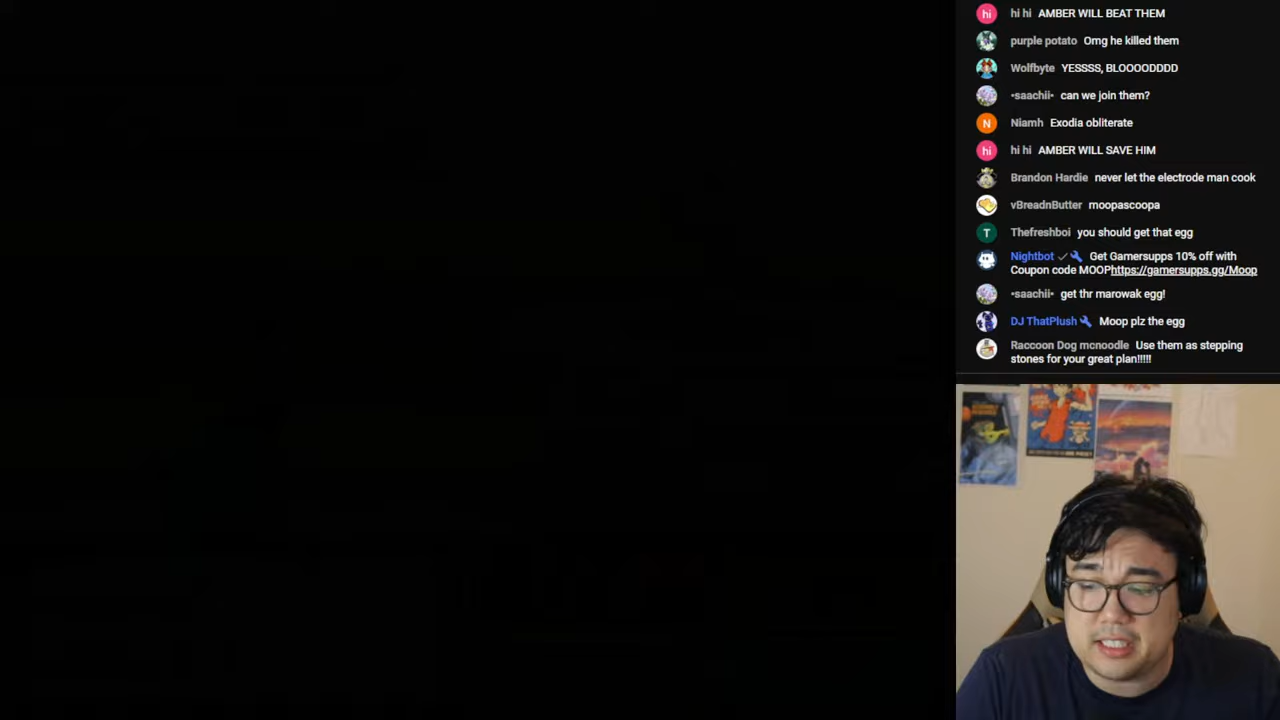 hi hi AMBER WILL BEAT THEM
purple potato Omg he killed them
Wolfbyte YESSSS, BLOOOODDDD
•saachii• can we join them?
N Niamh Exodia obliterate
hi hi AMBER WILL SAVE HIM
Brandon Hardie never let the electrode man cook
vBreadnButter moopascoopa
T Thefreshboi you should get that egg
Nightbot Get Gamersupps 10% off with
Coupon code MOOPhttps://gamersupps.gg/Moop
•saachii• get thr marowak egg!
DJ ThatPlush Moop plz the egg
Raccoon Dog mcnoodle Use them as stepping
stones for your great plan!!!!!